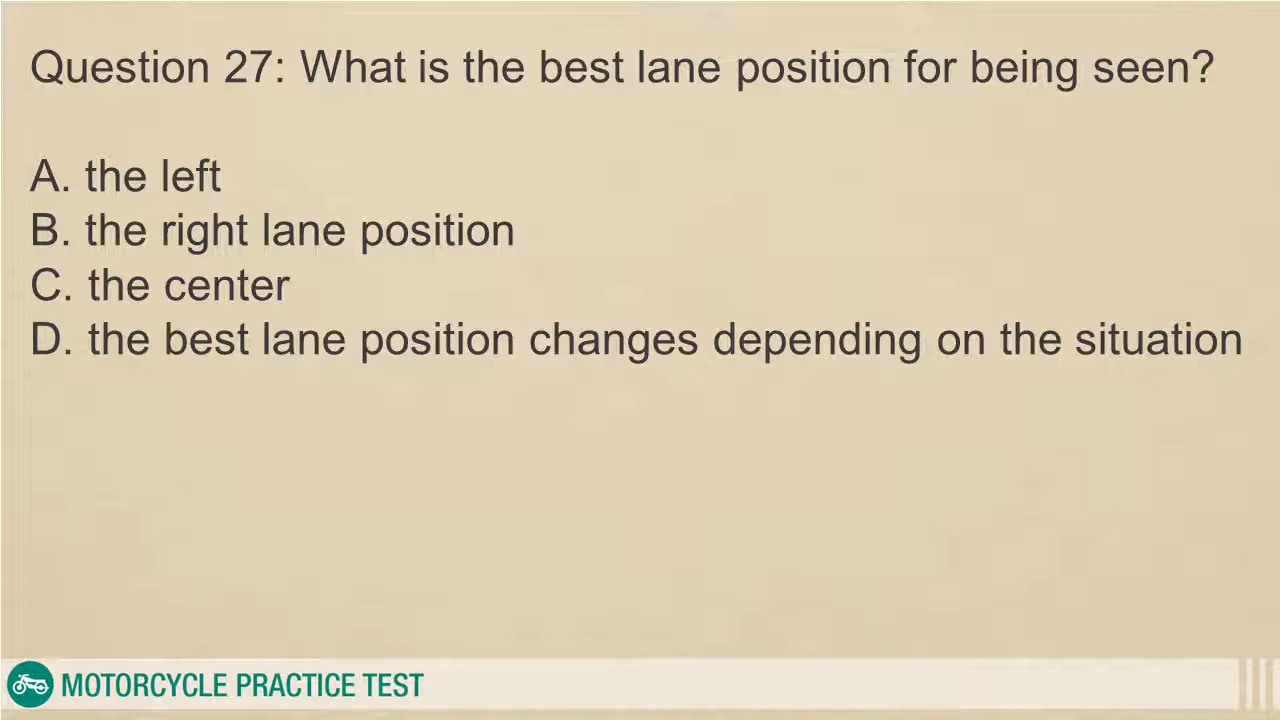 Question 27: What is the best lane position for being seen?
A. the left
B. the right lane position
C. the center
D. the best lane position changes depending on the situation
MOTORCYCLE PRACTICE TEST